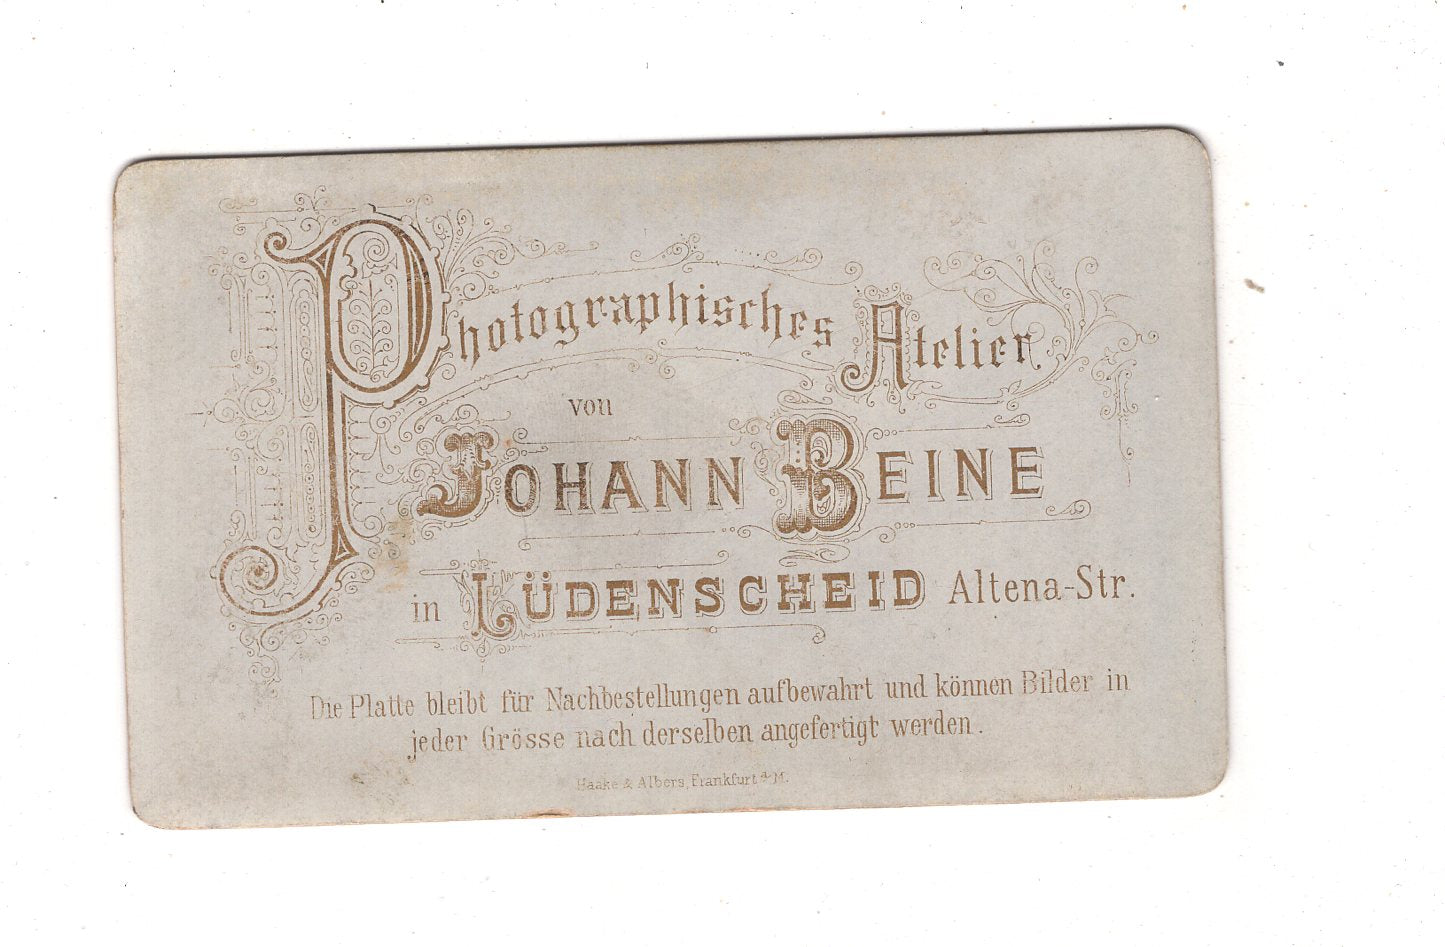 Photographisches Atelier
von
JOHANN BEINE
in LÜDENSCHEID Altena-Str.
Die Platte bleibt für Nachbestellungen aufbewahrt und können Bilder in
jeder Grösse nach derselben angefertigt werden.
Haake & Albers, Frankfurt a. M.